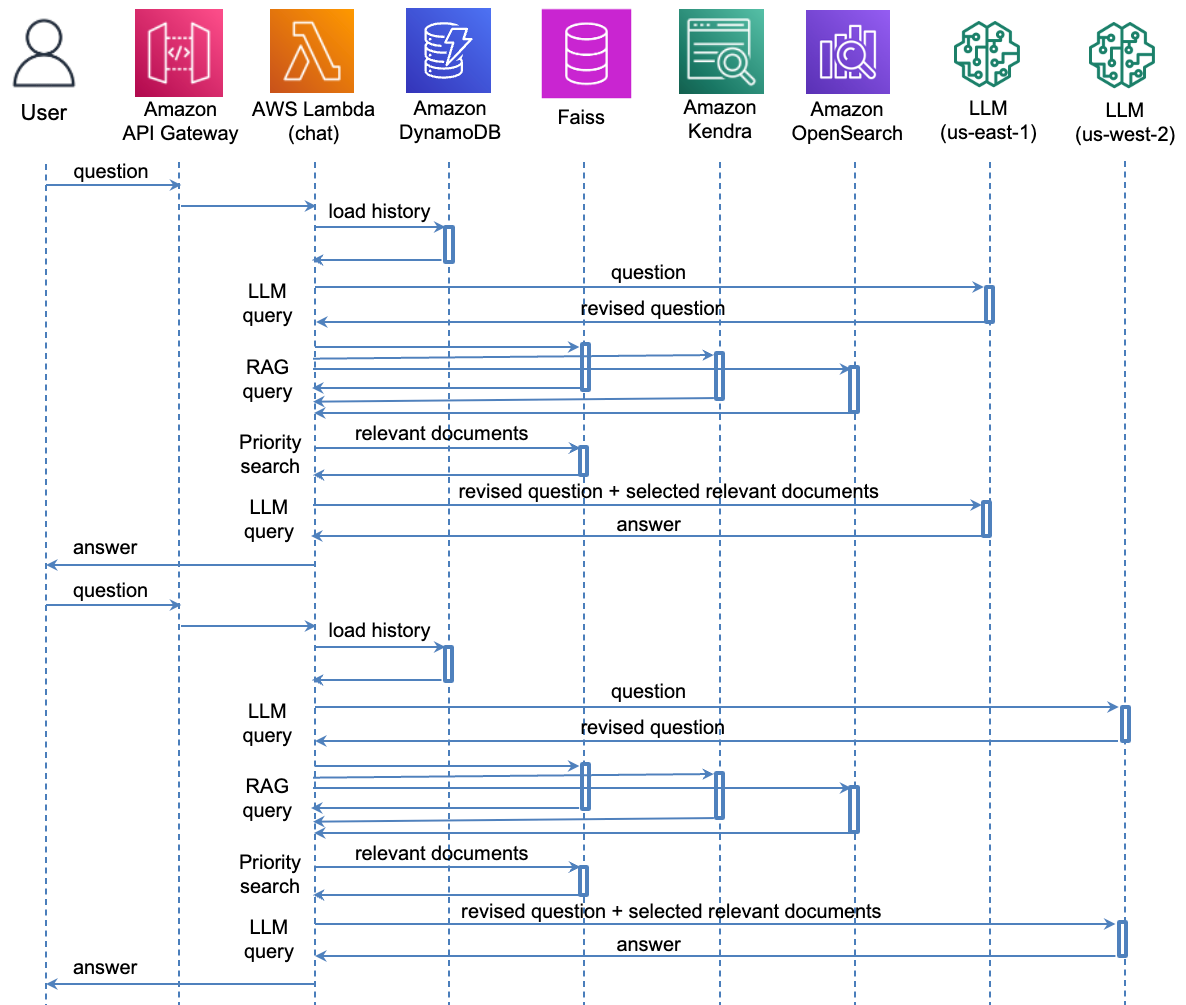 User
Amazon
API Gateway
AWS Lambda
(chat)
Amazon
DynamoDB
Faiss
Amazon
Kendra
Amazon
OpenSearch
LLM
(us-east-1)
LLM
(us-west-2)
question
load history
question
LLM
query
revised question
RAG
query
relevant documents
Priority
search
revised question + selected relevant documents
LLM
query
answer
answer
question
load history
question
LLM
query
revised question
RAG
query
relevant documents
Priority
search
revised question + selected relevant documents
LLM
query
answer
answer